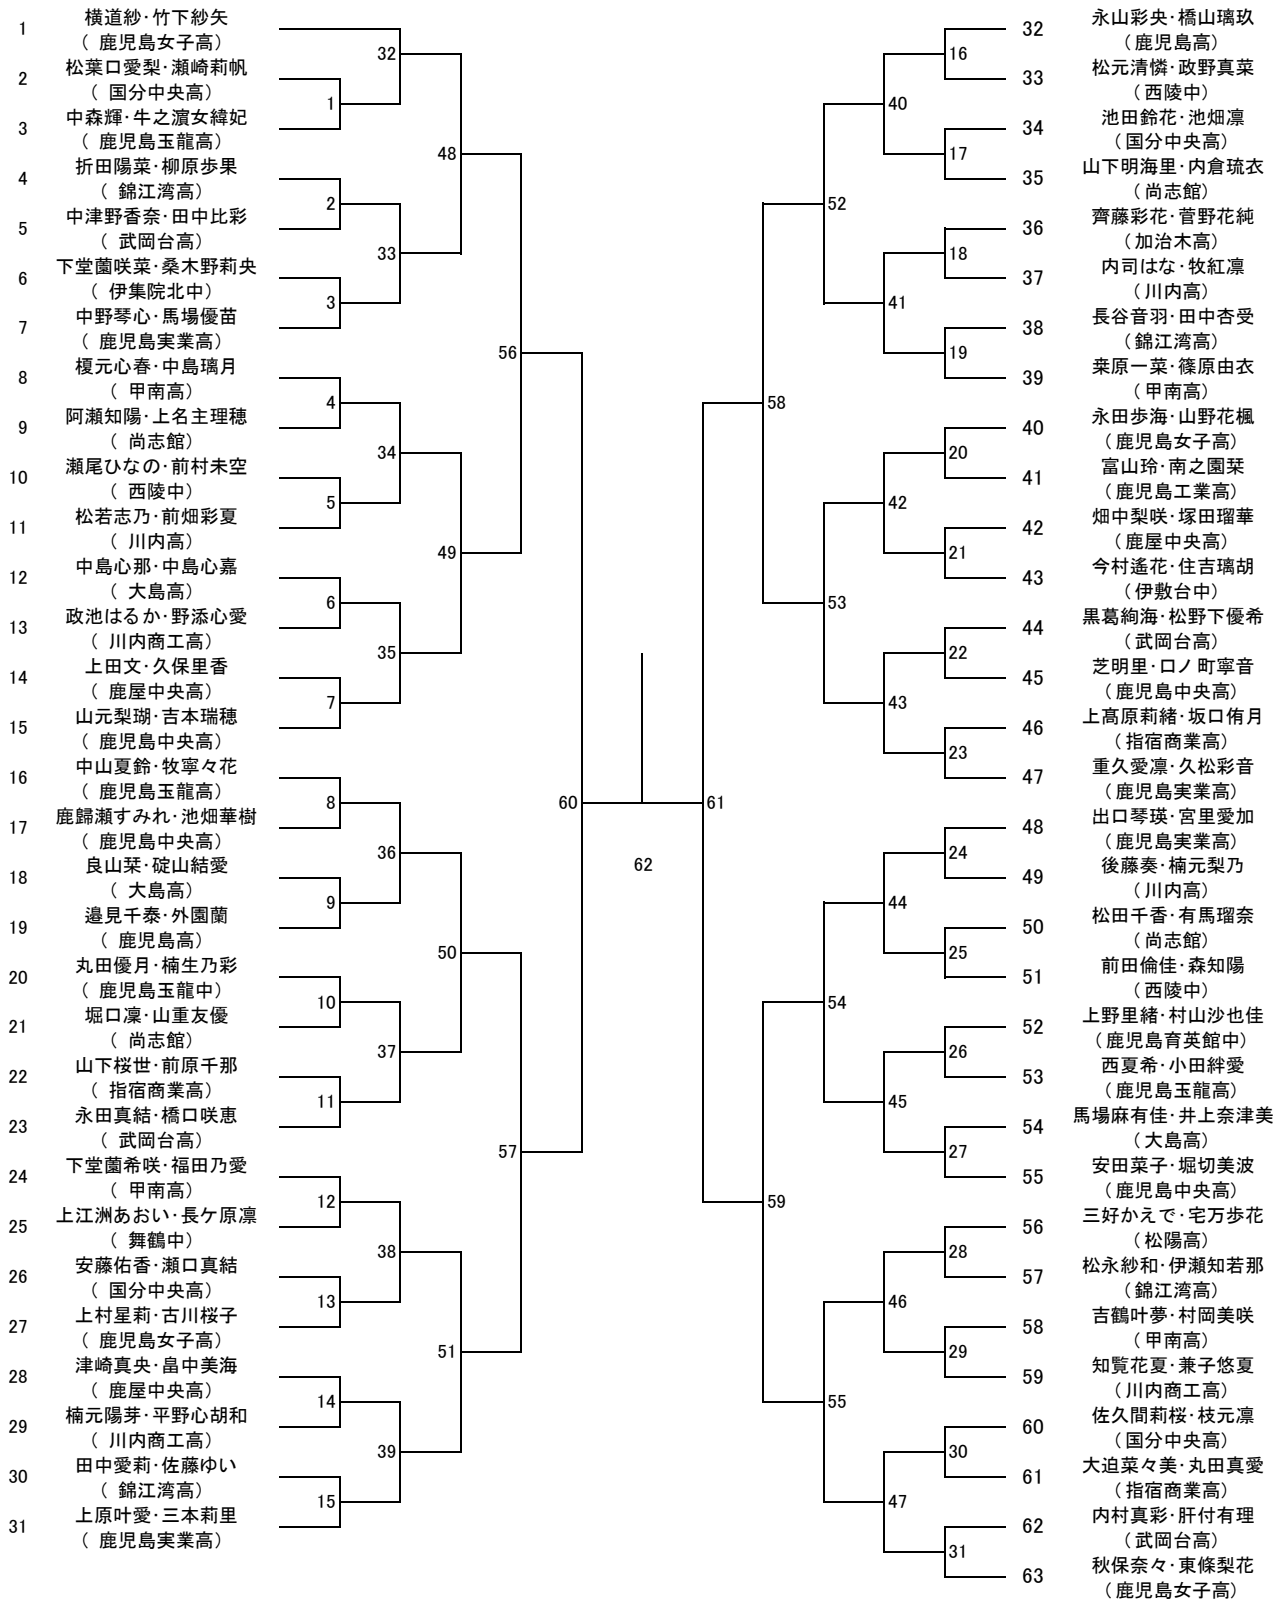 1
横道紗･竹下紗矢
（ 鹿児島女子高）
2
松葉口愛梨･瀬崎莉帆
（ 国分中央高）
3
中森輝･牛之濵女緯妃
（ 鹿児島玉龍高）
4
折田陽菜･柳原歩果
（ 錦江湾高）
5
中津野香奈･田中比彩
（ 武岡台高）
6
下堂薗咲菜･桑木野莉央
（ 伊集院北中）
7
中野琴心･馬場優苗
（ 鹿児島実業高）
8
榎元心春･中島璃月
（ 甲南高）
9
阿瀬知陽･上名主理穂
（ 尚志館）
10
瀬尾ひなの･前村未空
（ 西陵中）
11
松若志乃･前畑彩夏
（ 川内高）
12
中島心那･中島心嘉
（ 大島高）
13
政池はるか･野添心愛
（ 川内商工高）
14
上田文･久保里香
（ 鹿屋中央高）
15
山元梨瑚･吉本瑞穂
（ 鹿児島中央高）
16
中山夏鈴･牧寧々花
（ 鹿児島玉龍高）
17
鹿歸瀬すみれ･池畑華樹
（ 鹿児島中央高）
18
良山栞･碇山結愛
（ 大島高）
19
邉見千泰･外園蘭
（ 鹿児島高）
20
丸田優月･楠生乃彩
（ 鹿児島玉龍中）
21
堀口凜･山重友優
（ 尚志館）
22
山下桜世･前原千那
（ 指宿商業高）
23
永田真結･橋口咲恵
（ 武岡台高）
24
下堂薗希咲･福田乃愛
（ 甲南高）
25
上江洲あおい･長ケ原凛
（ 舞鶴中）
26
安藤佑香･瀬口真結
（ 国分中央高）
27
上村星莉･古川桜子
（ 鹿児島女子高）
28
津崎真央･畠中美海
（ 鹿屋中央高）
29
楠元陽芽･平野心胡和
（ 川内商工高）
30
田中愛莉･佐藤ゆい
（ 錦江湾高）
31
上原叶愛･三本莉里
（ 鹿児島実業高）
1
2
3
4
5
6
7
8
9
10
11
12
13
14
15
32
33
34
35
36
37
38
39
48
49
50
51
56
57
60
62
61
58
59
52
53
54
55
40
41
42
43
44
45
46
47
16
17
18
19
20
21
22
23
24
25
26
27
28
29
30
31
32
永山彩央･橋山璃玖
（鹿児島高）
33
松元清憐･政野真菜
（西陵中）
34
池田鈴花･池畑凛
（国分中央高）
35
山下明海里･内倉琉衣
（尚志館）
36
齊藤彩花･菅野花純
（加治木高）
37
内司はな･牧紅凛
（川内高）
38
長谷音羽･田中杏受
（錦江湾高）
39
桒原一菜･篠原由衣
（甲南高）
40
永田歩海･山野花楓
（鹿児島女子高）
41
富山玲･南之園栞
（鹿児島工業高）
42
畑中梨咲･塚田瑠華
（鹿屋中央高）
43
今村遙花･住吉璃胡
（伊敷台中）
44
黒葛絢海･松野下優希
（武岡台高）
45
芝明里･ロノ町寧音
（鹿児島中央高）
46
上髙原莉緒･坂口侑月
（指宿商業高）
47
重久愛凛･久松彩音
（鹿児島実業高）
48
出口琴瑛･宮里愛加
（鹿児島実業高）
49
後藤奏･楠元梨乃
（川内高）
50
松田千香･有馬瑠奈
（尚志館）
51
前田倫佳･森知陽
（西陵中）
52
上野里緒･村山沙也佳
（鹿児島育英館中）
53
西夏希･小田絆愛
（鹿児島玉龍高）
54
馬場麻有佳･井上奈津美
（大島高）
55
安田菜子･堀切美波
（鹿児島中央高）
56
三好かえで･宅万歩花
（松陽高）
57
松永紗和･伊瀬知若那
（錦江湾高）
58
吉鶴叶夢･村岡美咲
（甲南高）
59
知覧花夏･兼子悠夏
（川内商工高）
60
佐久間莉桜･枝元凛
（国分中央高）
61
大迫菜々美･丸田真愛
（指宿商業高）
62
内村真彩･肝付有理
（武岡台高）
63
秋保奈々･東條梨花
（鹿児島女子高）